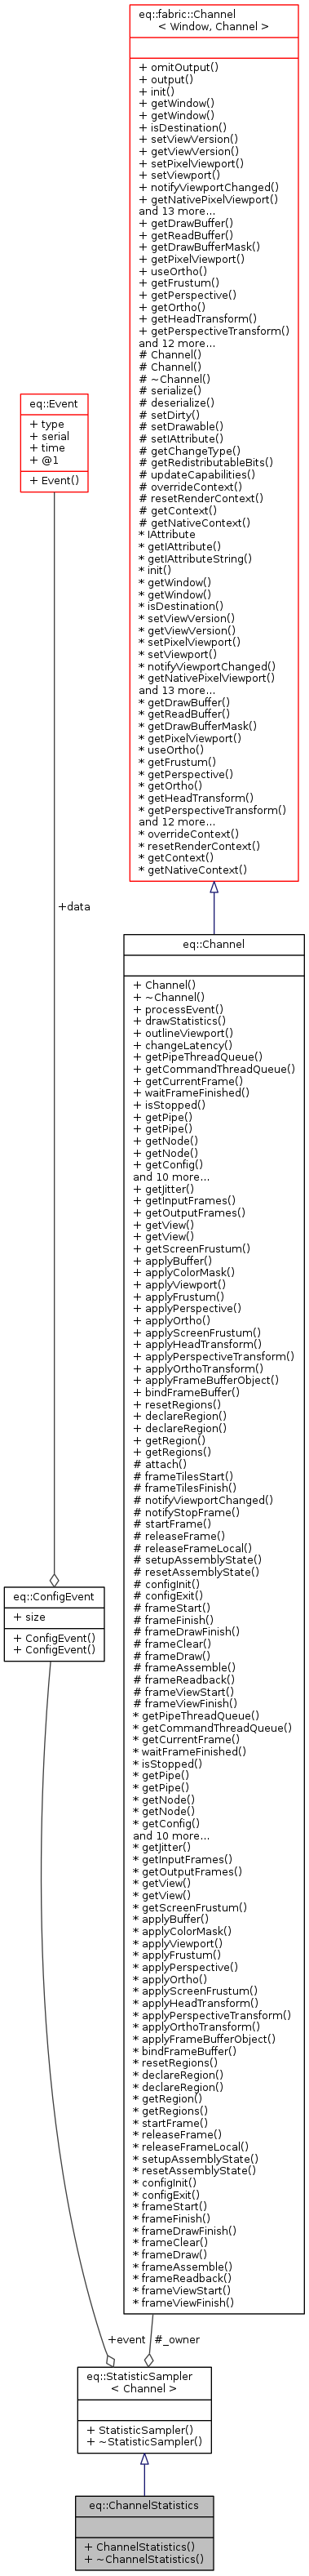 eq::fabric::Channel
< Window, Channel >
+ omitOutput()
+ output()
+ init()
+ getWindow()
+ getWindow()
+ isDestination()
+ setViewVersion()
+ getViewVersion()
+ setPixelViewport()
+ setViewport()
+ notifyViewportChanged()
+ getNativePixelViewport()
and 13 more...
+ getDrawBuffer()
+ getReadBuffer()
+ getDrawBufferMask()
+ getPixelViewport()
+ useOrtho()
+ getFrustum()
+ getPerspective()
+ getOrtho()
+ getHeadTransform()
+ getPerspectiveTransform()
and 12 more...
# Channel()
# Channel()
# ~Channel()
# serialize()
# deserialize()
# setDirty()
# setDrawable()
# setIAttribute()
# getChangeType()
# getRedistributableBits()
# updateCapabilities()
# overrideContext()
# resetRenderContext()
# getContext()
# getNativeContext()
* IAttribute
* getIAttribute()
* getIAttributeString()
* init()
* getWindow()
* getWindow()
* isDestination()
* setViewVersion()
* getViewVersion()
* setPixelViewport()
* setViewport()
* notifyViewportChanged()
* getNativePixelViewport()
and 13 more...
* getDrawBuffer()
* getReadBuffer()
* getDrawBufferMask()
* getPixelViewport()
* useOrtho()
* getFrustum()
* getPerspective()
* getOrtho()
* getHeadTransform()
* getPerspectiveTransform()
and 12 more...
* overrideContext()
* resetRenderContext()
* getContext()
* getNativeContext()
eq::Event
+ type
+ serial
+ time
+ @1
+ Event()
+data
eq::Channel
+ Channel()
+ ~Channel()
+ processEvent()
+ drawStatistics()
+ outlineViewport()
+ changeLatency()
+ getPipeThreadQueue()
+ getCommandThreadQueue()
+ getCurrentFrame()
+ waitFrameFinished()
+ isStopped()
+ getPipe()
+ getPipe()
+ getNode()
+ getNode()
+ getConfig()
and 10 more...
+ getJitter()
+ getInputFrames()
+ getOutputFrames()
+ getView()
+ getView()
+ getScreenFrustum()
+ applyBuffer()
+ applyColorMask()
+ applyViewport()
+ applyFrustum()
+ applyPerspective()
+ applyOrtho()
+ applyScreenFrustum()
+ applyHeadTransform()
+ applyPerspectiveTransform()
+ applyOrthoTransform()
+ applyFrameBufferObject()
+ bindFrameBuffer()
+ resetRegions()
+ declareRegion()
+ declareRegion()
+ getRegion()
+ getRegions()
# attach()
# frameTilesStart()
# frameTilesFinish()
# notifyViewportChanged()
# notifyStopFrame()
# startFrame()
# releaseFrame()
# releaseFrameLocal()
# setupAssemblyState()
# resetAssemblyState()
# configInit()
# configExit()
# frameStart()
# frameFinish()
# frameDrawFinish()
# frameClear()
# frameDraw()
# frameAssemble()
# frameReadback()
# frameViewStart()
# frameViewFinish()
* getPipeThreadQueue()
* getCommandThreadQueue()
* getCurrentFrame()
* waitFrameFinished()
* isStopped()
* getPipe()
* getPipe()
* getNode()
* getNode()
* getConfig()
and 10 more...
* getJitter()
* getInputFrames()
* getOutputFrames()
* getView()
* getView()
* getScreenFrustum()
* applyBuffer()
* applyColorMask()
* applyViewport()
* applyFrustum()
* applyPerspective()
* applyOrtho()
* applyScreenFrustum()
* applyHeadTransform()
* applyPerspectiveTransform()
* applyOrthoTransform()
* applyFrameBufferObject()
* bindFrameBuffer()
* resetRegions()
* declareRegion()
* declareRegion()
* getRegion()
* getRegions()
* startFrame()
* releaseFrame()
* releaseFrameLocal()
* setupAssemblyState()
* resetAssemblyState()
* configInit()
* configExit()
* frameStart()
* frameFinish()
* frameDrawFinish()
* frameClear()
* frameDraw()
* frameAssemble()
* frameReadback()
* frameViewStart()
* frameViewFinish()
eq::ConfigEvent
+ size
+ ConfigEvent()
+ ConfigEvent()
+event
#_owner
eq::StatisticSampler
< Channel >
+ StatisticSampler()
+ ~StatisticSampler()
eq::ChannelStatistics
+ ChannelStatistics()
+ ~ChannelStatistics()